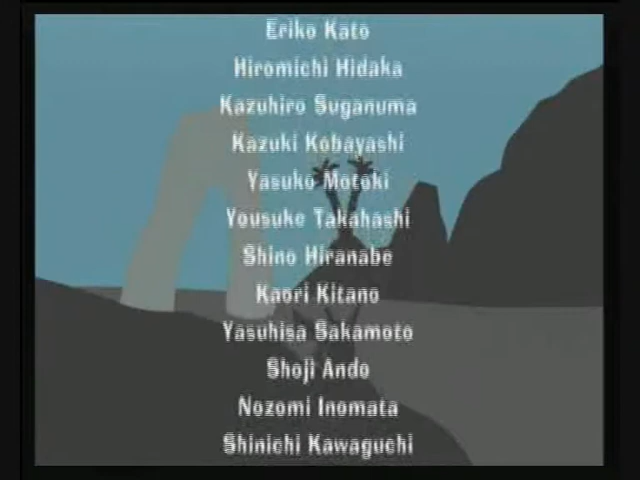 Eriko Kato
Hiromichi Hidaka
Kazuhiro Suganuma
Kazuki Kobayashi
Yasuko Motoki
Yousuke Takahashi
Shino Hiranabe
Kaori Kitano
Yasuhisa Sakamoto
Shoji Ando
Nozomi Inomata
Shinichi Kawaguchi